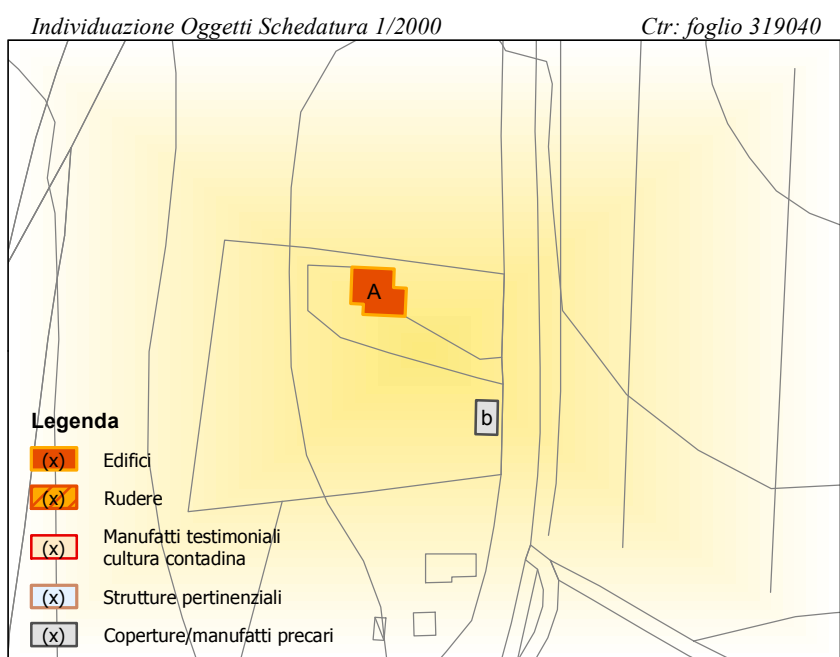 Individuazione Oggetti Schedatura 1/2000 Ctr: foglio 319040
A
b
Legenda
(x) Edifici
(x) Rudere
(x) Manufatti testimoniali
cultura contadina
(x) Strutture pertinenziali
(x) Coperture/manufatti precari